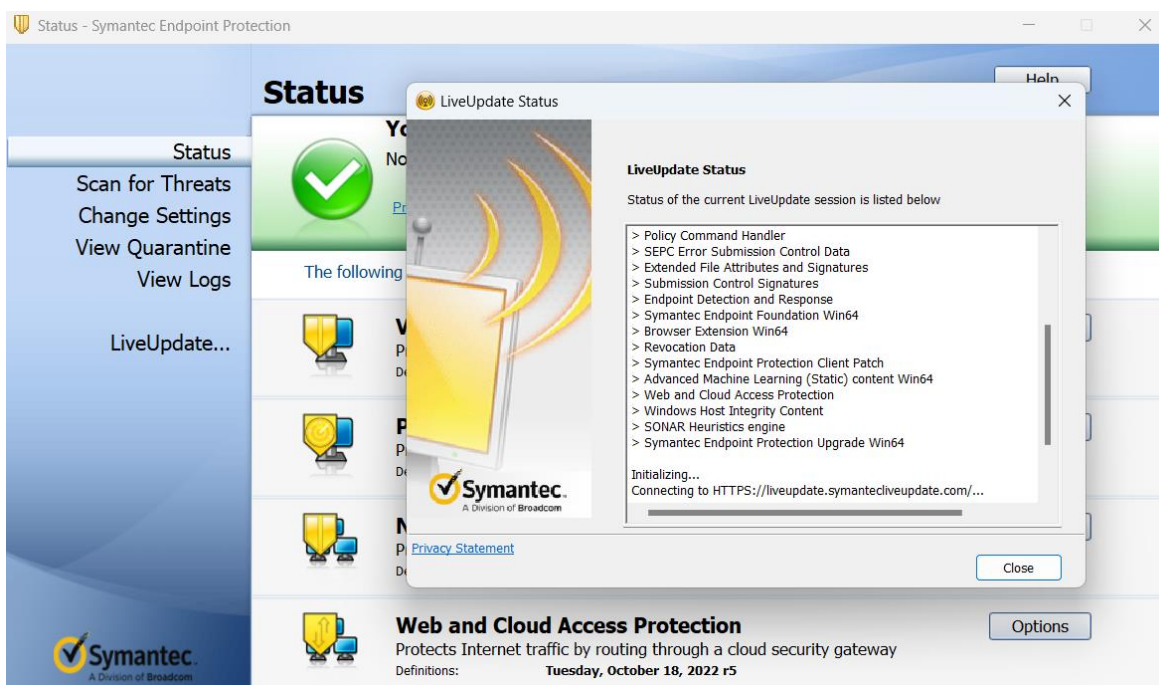 Status - Symantec Endpoint Protection
Help
Status
LiveUpdate Status
Status
Scan for Threats
Change Settings
View Quarantine
View Logs
LiveUpdate...
No
The following
LiveUpdate Status
Status of the current LiveUpdate session is listed below
> Policy Command Handler
> SEPC Error Submission Control Data
> Extended File Attributes and Signatures
> Submission Control Signatures
> Endpoint Detection and Response
> Symantec Endpoint Foundation Win64
> Browser Extension Win64
> Revocation Data
> Symantec Endpoint Protection Client Patch
> Advanced Machine Learning (Static) content Win64
> Web and Cloud Access Protection
> Windows Host Integrity Content
> SONAR Heuristics engine
> Symantec Endpoint Protection Upgrade Win64
Initializing...
Connecting to HTTPS://liveupdate.symantecliveupdate.com/...
Symantec.
A Division of Broadcom
Privacy Statement
Close
Web and Cloud Access Protection
Protects Internet traffic by routing through a cloud security gateway
Definitions: Tuesday, October 18, 2022 r5
Options
Symantec.
A Division of Broadcom